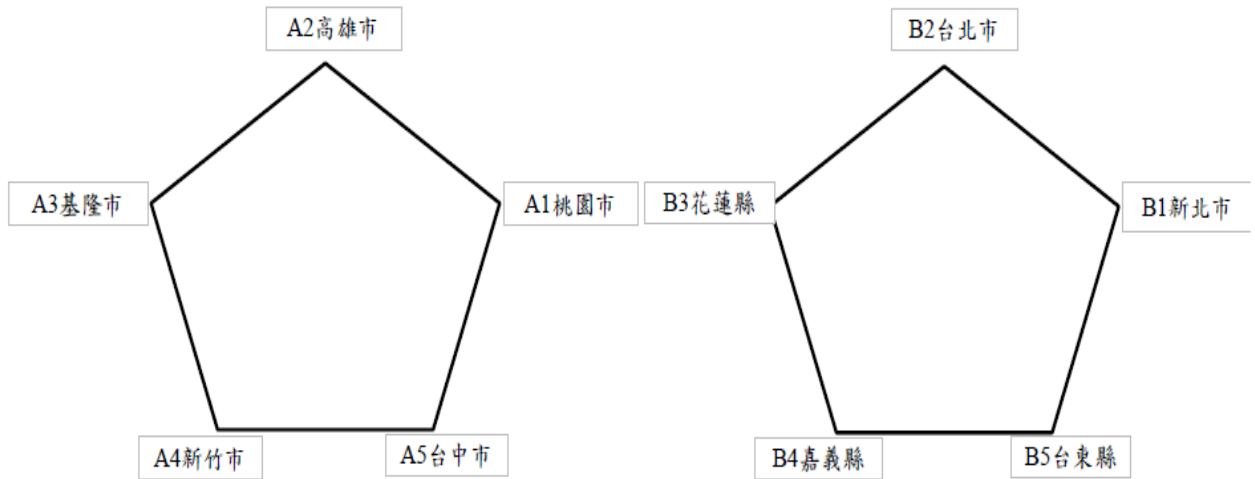 A2高雄市
B2台北市
A3基隆市
A1桃園市
B3花蓮縣
B1新北市
A4新竹市
A5台中市
B4嘉義縣
B5台東縣